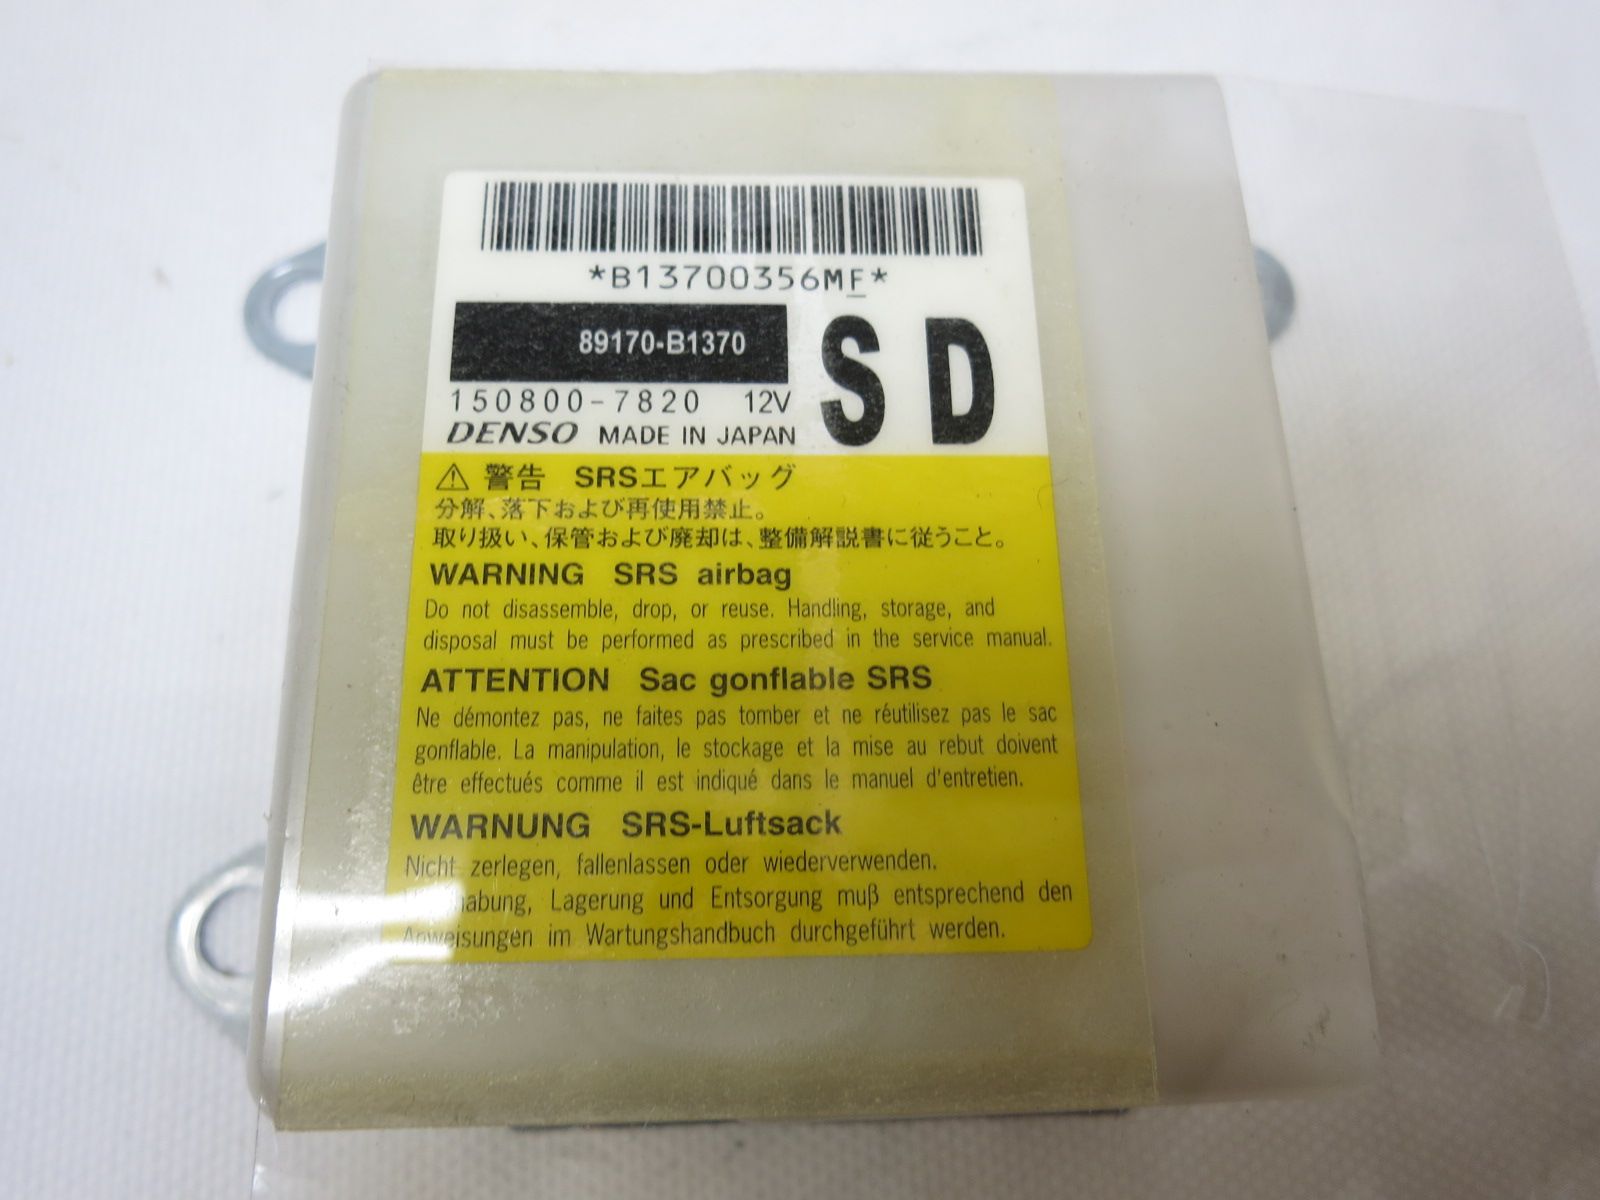 *B13700356MF*
89170-B1370
S D
150800-7820 12V
DENSO MADE IN JAPAN
⚠ 警告 SRSエアバッグ
分解、落下および再使用禁止。
取り扱い、保管および廃却は、整備解説書に従うこと。
WARNING SRS airbag
Do not disassemble, drop, or reuse. Handling, storage, and
disposal must be performed as prescribed in the service manual.
ATTENTION Sac gonflable SRS
Ne démontez pas, ne faites pas tomber et ne réutilisez pas le sac
gonflable. La manipulation, le stockage et la mise au rebut doivent
être effectués comme il est indiqué dans le manuel d'entretien.
WARNUNG SRS-Luftsack
Nicht zerlegen, fallenlassen oder wiederverwenden.
Lagerung und Entsorgung muß entsprechend den
Anweisungen im Wartungshandbuch durchgeführt werden.